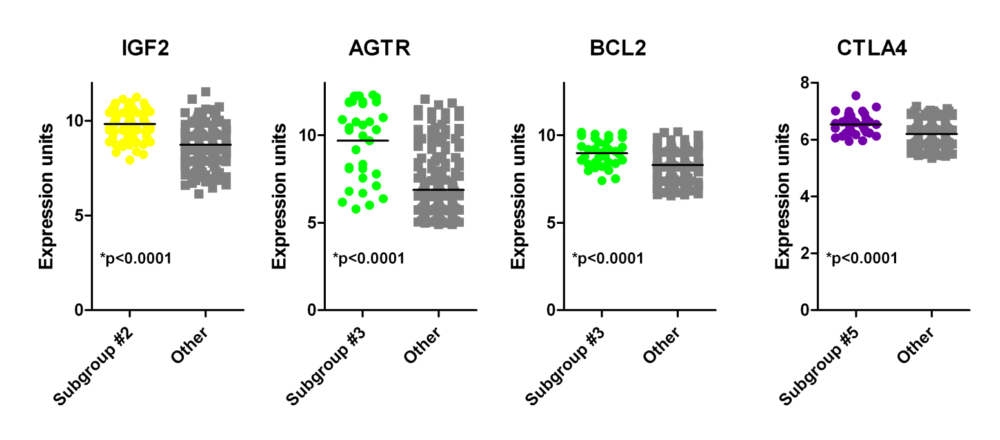 IGF2
Expression units
10
5
0
*p<0.0001
Subgroup #2
Other
AGTR
Expression units
10
5
0
*p<0.0001
Subgroup #3
Other
BCL2
Expression units
10
5
0
*p<0.0001
Subgroup #3
Other
CTLA4
Expression units
8
6
4
2
0
*p<0.0001
Subgroup #5
Other